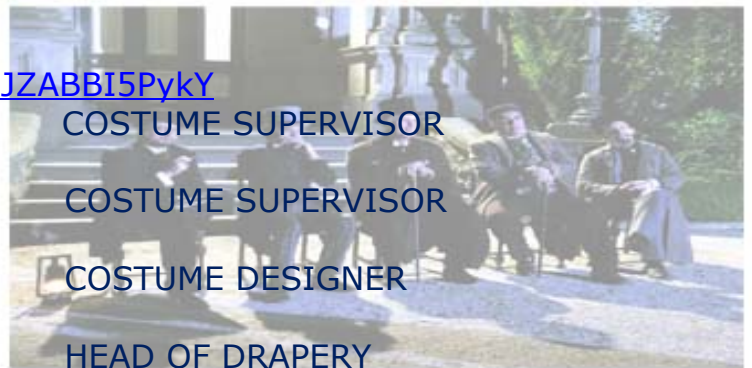 JZABBI5PykY
COSTUME SUPERVISOR
COSTUME SUPERVISOR
COSTUME DESIGNER
HEAD OF DRAPERY